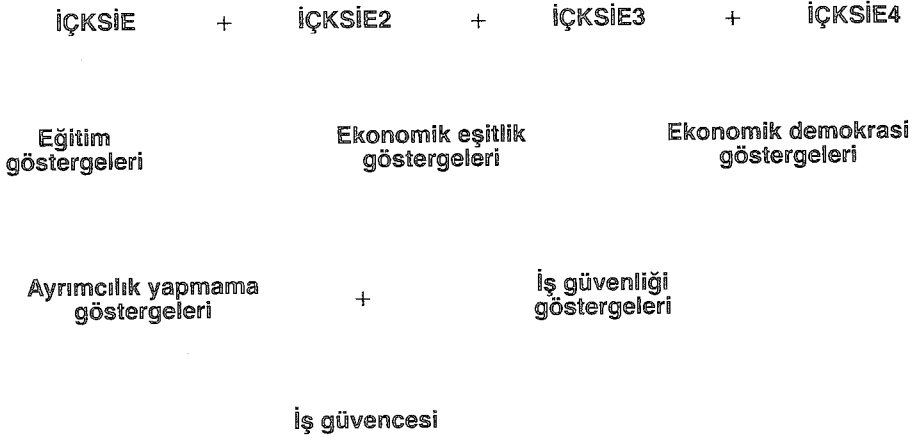 İÇKSİE + İÇKSİE2 + İÇKSİE3 + İÇKSİE4
Eğitim
göstergeleri
Ekonomik eşitlik
göstergeleri
Ekonomik demokrasi
göstergeleri
Ayrımcılık yapmama
göstergeleri
+
İş güvenliği
göstergeleri
İş güvencesi